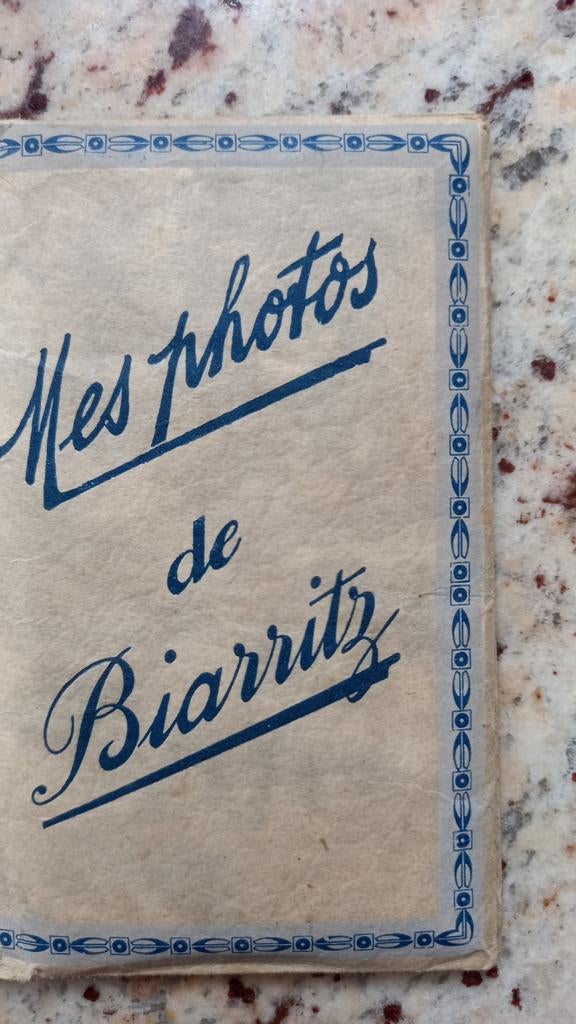 Mes photos
de
Biarritz